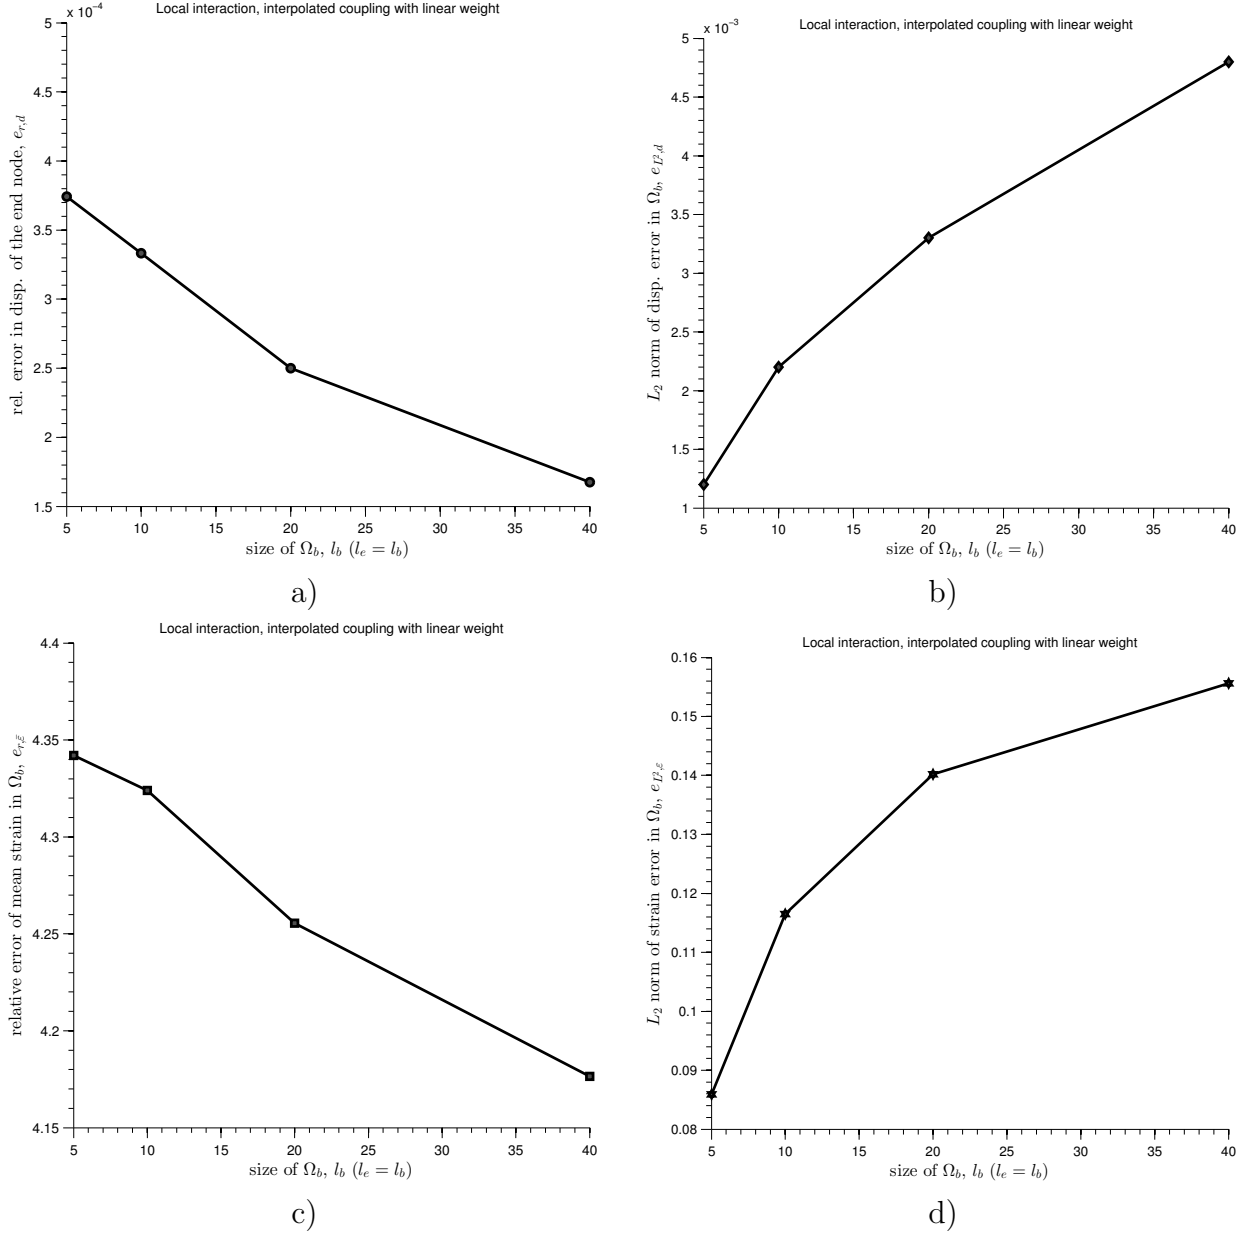 Local interaction, interpolated coupling with linear weight
x 10⁻⁴
5
4.5
4
3.5
3
2.5
2
1.5
rel. error in disp. of the end node, e_{r,d}
5 10 15 20 25 30 35 40
size of Ω_b, l_b (l_e = l_b)
a)
Local interaction, interpolated coupling with linear weight
x 10⁻³
5
4.5
4
3.5
3
2.5
2
1.5
1
L₂ norm of disp. error in Ω_b, e_{L²,d}
5 10 15 20 25 30 35 40
size of Ω_b, l_b (l_e = l_b)
b)
Local interaction, interpolated coupling with linear weight
4.4
4.35
4.3
4.25
4.2
4.15
relative error of mean strain in Ω_b, e_{r,ε̄}
5 10 15 20 25 30 35 40
size of Ω_b, l_b (l_e = l_b)
c)
Local interaction, interpolated coupling with linear weight
0.16
0.15
0.14
0.13
0.12
0.11
0.1
0.09
0.08
L₂ norm of strain error in Ω_b, e_{L²,ε}
5 10 15 20 25 30 35 40
size of Ω_b, l_b (l_e = l_b)
d)